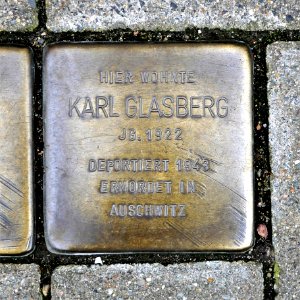 HIER WOHNTE
KARL GLASBERG
JG. 1922
DEPORTIERT 1943
ERMORDET IN
AUSCHWITZ